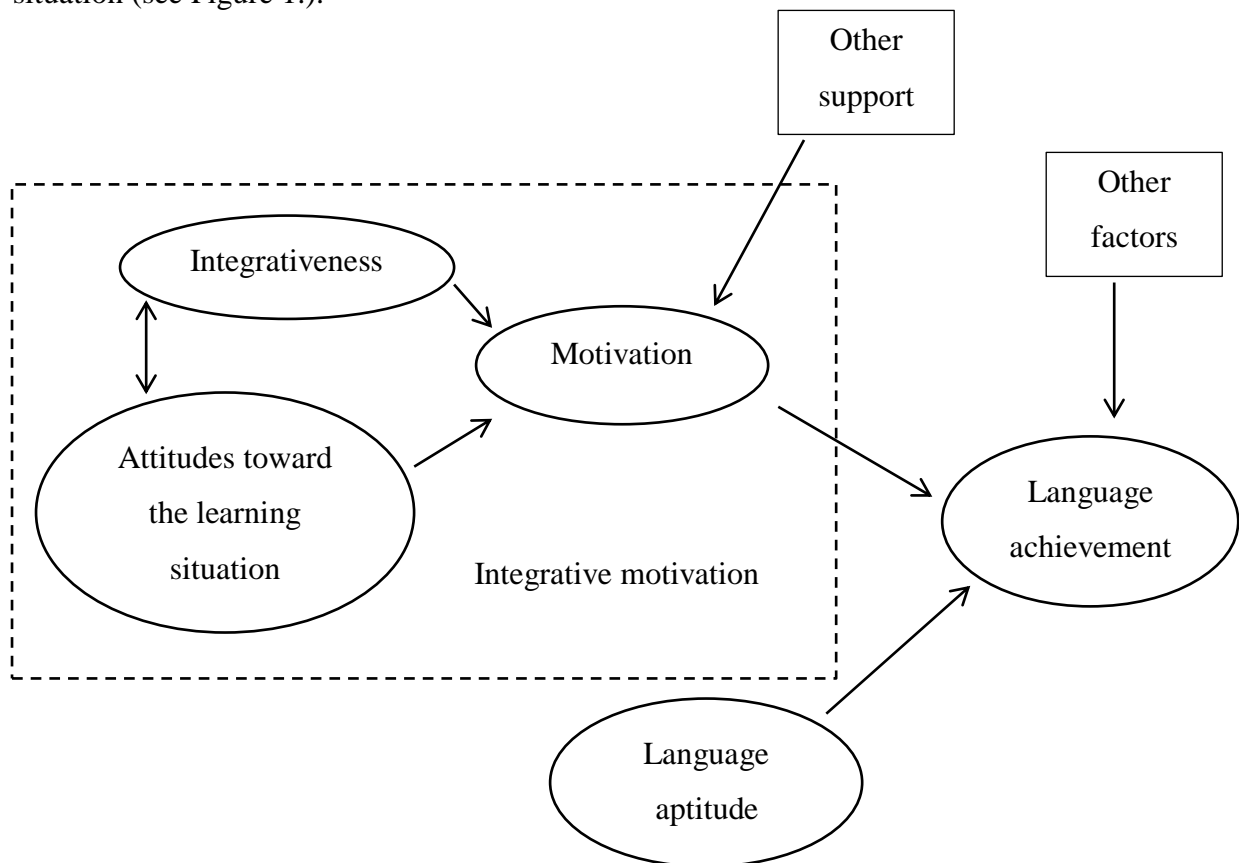 situation (see Figure 1.).
Other
support
Other
factors
Integrativeness
Motivation
Attitudes toward
the learning
situation
Integrative motivation
Language
achievement
Language
aptitude